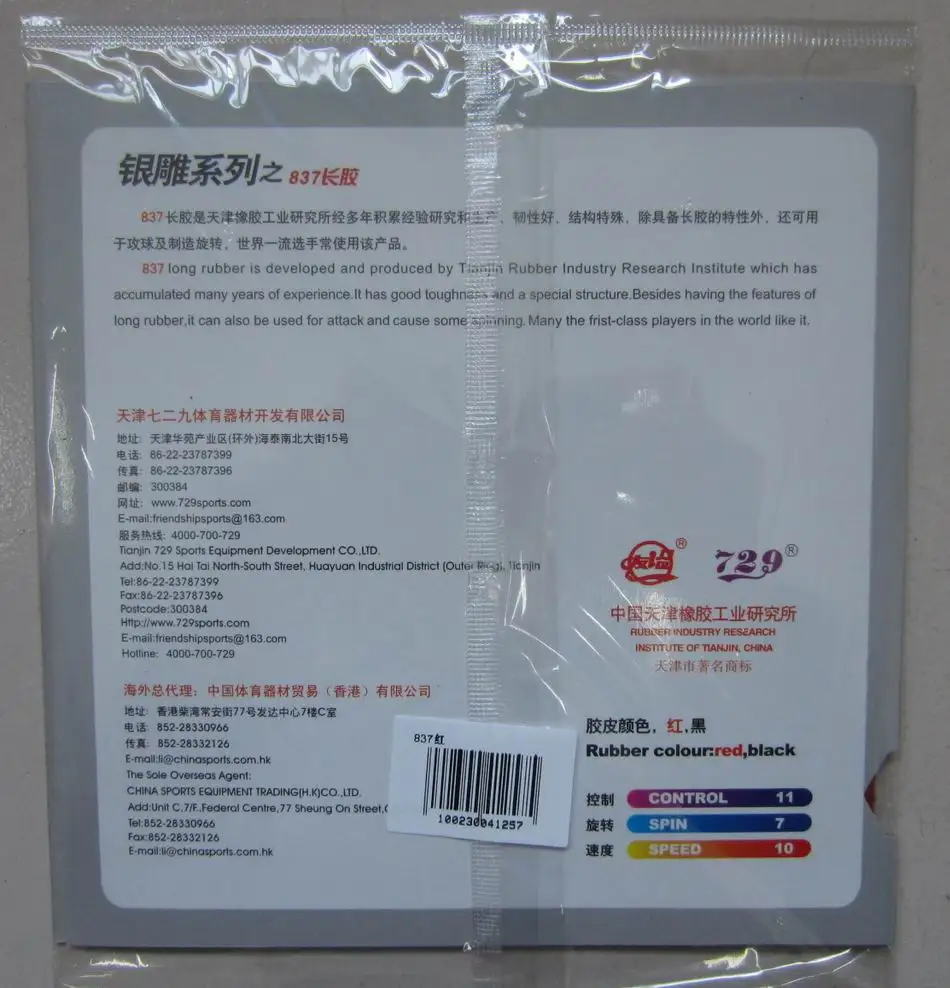 银雕系列之 837长胶
837长胶是天津橡胶工业研究所经多年积累经验研究和生产、韧性好、结构特殊，除具备长胶的特性外，还可用
于攻球及制造旋转，世界一流选手常使用该产品。
837 long rubber is developed and produced by Tianjin Rubber Industry Research Institute which has
accumulated many years of experience.It has good toughness and a special structure.Besides having the features of
long rubber,it can also be used for attack and cause some spinning. Many the frist-class players in the world like it.
天津七二九体育器材开发有限公司
地址: 天津华苑产业区(环外)海泰南北大街15号
电话: 86-22-23787399
传真: 86-22-23787396
邮编: 300384
网址: www.729sports.com
E-mail:friendshipsports@163.com
服务热线: 4000-700-729
Tianjin 729 Sports Equipment Development CO.,LTD.
Add:No.15 Hai Tai North-South Street, Huayuan Industrial District (Outer Ring), Tianjin
Tel:86-22-23787399
Fax:86-22-23787396
Postcode:300384
Http://www.729sports.com
E-mail:friendshipsports@163.com
Hotline: 4000-700-729
海外总代理: 中国体育器材贸易（香港）有限公司
地址: 香港柴湾常安街77号发达中心7楼C室
电话: 852-28330966
传真: 852-28332126
E-mail:li@chinasports.com.hk
The Sole Overseas Agent:
CHINA SPORTS EQUIPMENT TRADING(H.K)CO.,LTD.
Add:Unit C,7/F,Federal Centre,77 Sheung On Street,
Tel:852-28330966
Fax:852-28332126
E-mail:li@chinasports.com.hk
837红
100230041257
友谊® 729®
中国天津橡胶工业研究所
RUBBER INDUSTRY RESEARCH
INSTITUTE OF TIANJIN, CHINA
天津市著名商标
胶皮颜色，红,黑
Rubber colour:red,black
控制 CONTROL 11
旋转 SPIN 7
速度 SPEED 10